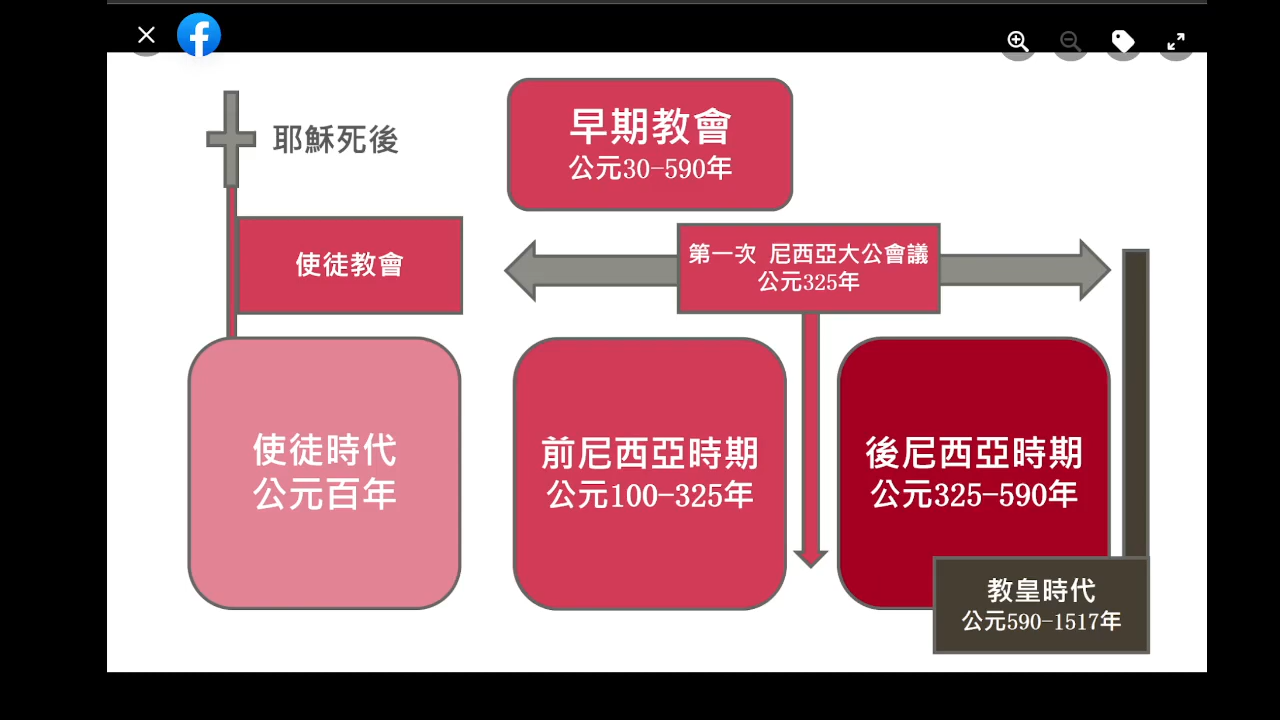 耶穌死後
早期教會
公元30-590年
使徒教會
第一次 尼西亞大公會議
公元325年
使徒時代
公元百年
前尼西亞時期
公元100-325年
後尼西亞時期
公元325-590年
教皇時代
公元590-1517年